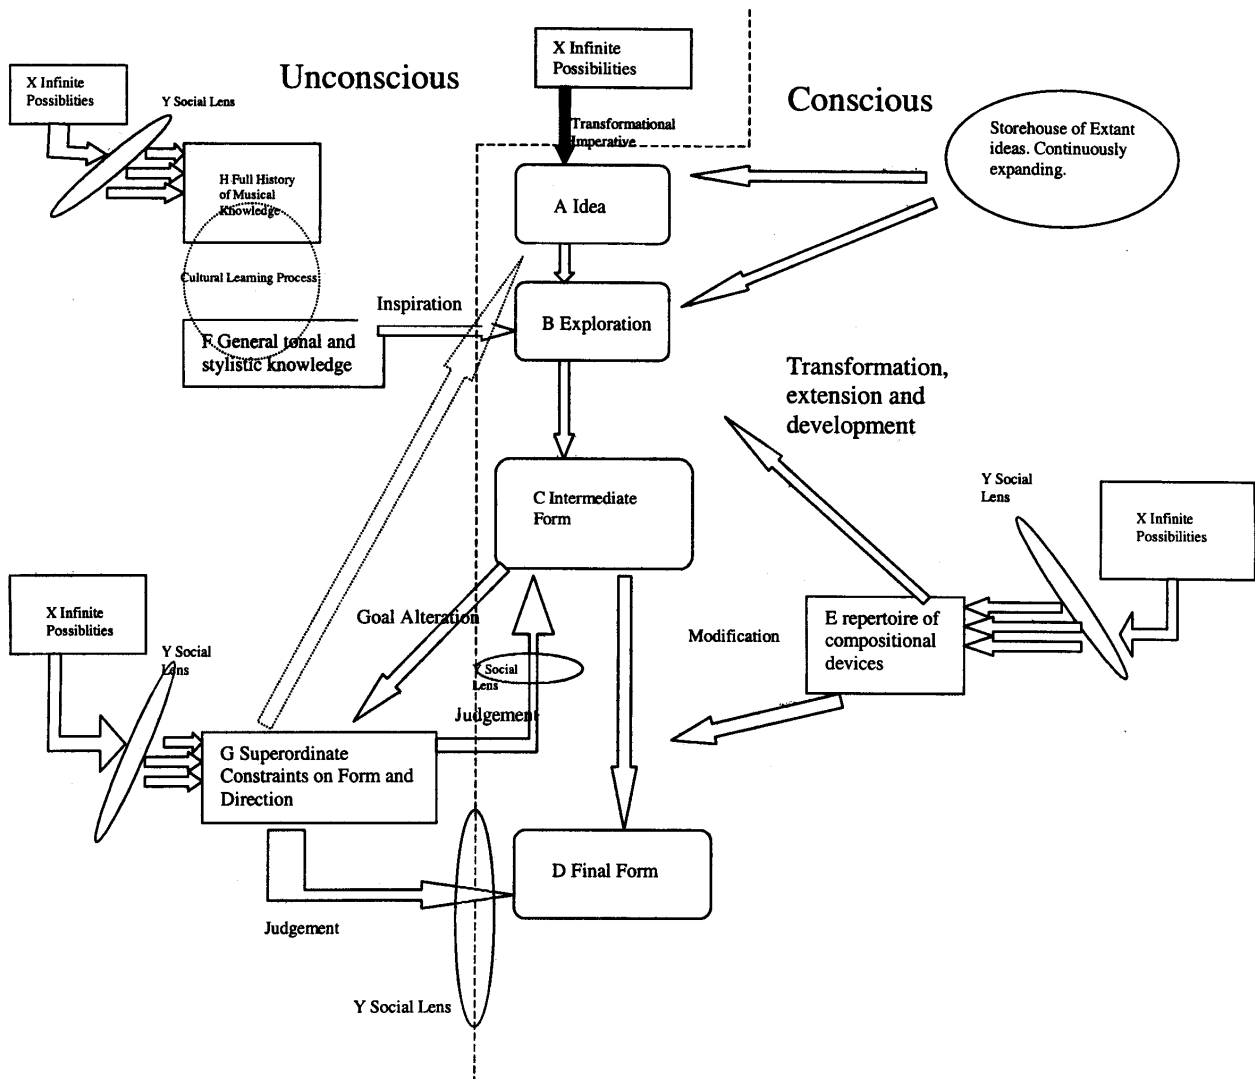 X Infinite
Possibilities
Unconscious
Conscious
X Infinite
Possiblities
Y Social Lens
Transformational
Imperative
Storehouse of Extant
ideas. Continuously
expanding.
H Full History
of Musical
Knowledge
A Idea
Cultural Learning Process
Inspiration
B Exploration
F General tonal and
stylistic knowledge
Transformation,
extension and
development
C Intermediate
Form
Y Social
Lens
X Infinite
Possibilities
X Infinite
Possiblities
Goal Alteration
Modification
E repertoire of
compositional
devices
Y Social
Lens
Y Social
Lens
Judgement
G Superordinate
Constraints on Form and
Direction
D Final Form
Judgement
Y Social Lens